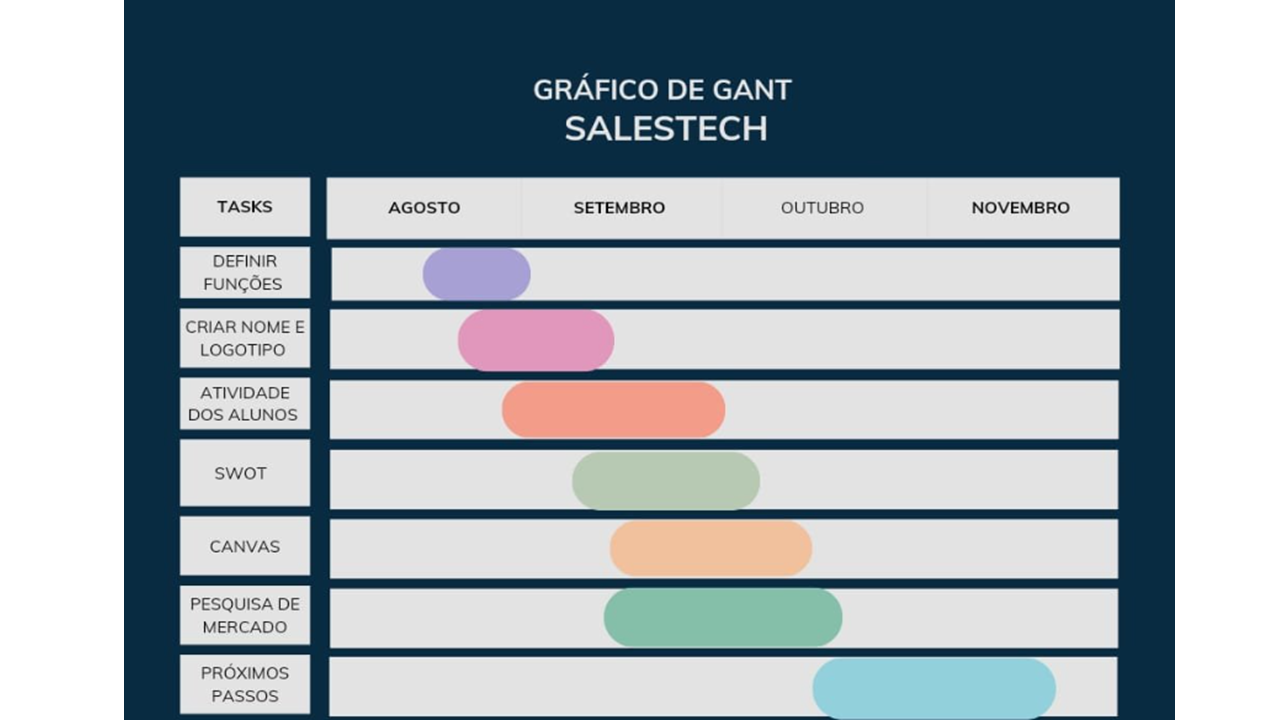 GRÁFICO DE GANT
SALESTECH
TASKS
AGOSTO
SETEMBRO
OUTUBRO
NOVEMBRO
DEFINIR
FUNÇÕES
CRIAR NOME E
LOGOTIPO
ATIVIDADE
DOS ALUNOS
SWOT
CANVAS
PESQUISA DE
MERCADO
PRÓXIMOS
PASSOS